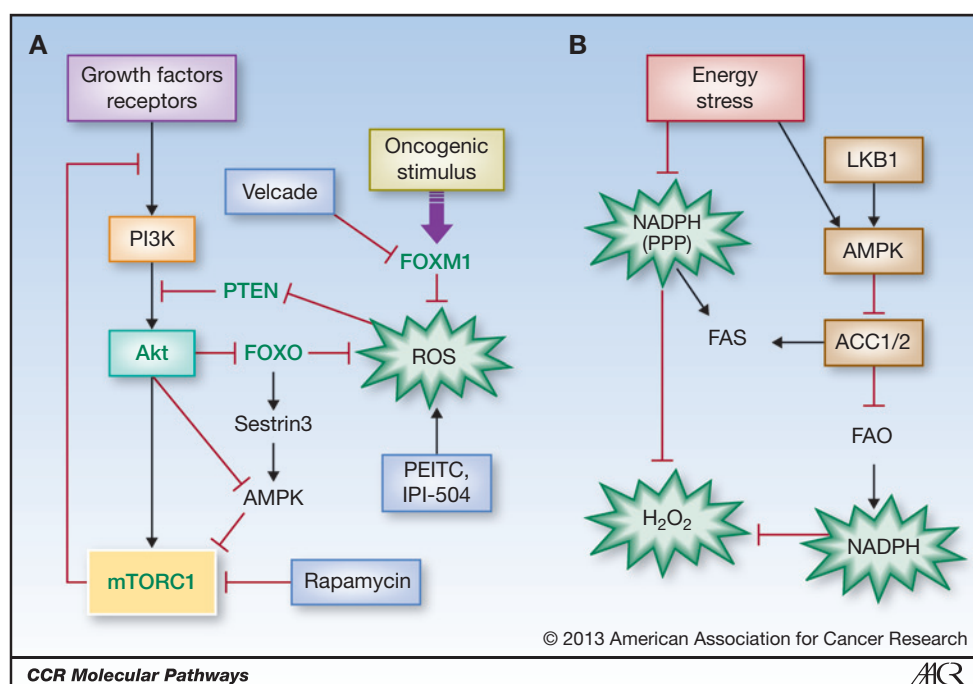 A
Growth factors
receptors
Velcade
Oncogenic
stimulus
PI3K
FOXM1
PTEN
Akt
FOXO
ROS
Sestrin3
AMPK
PEITC,
IPI-504
mTORC1
Rapamycin
B
Energy
stress
LKB1
NADPH
(PPP)
AMPK
FAS
ACC1/2
FAO
H₂O₂
NADPH
© 2013 American Association for Cancer Research
CCR Molecular Pathways
AACR